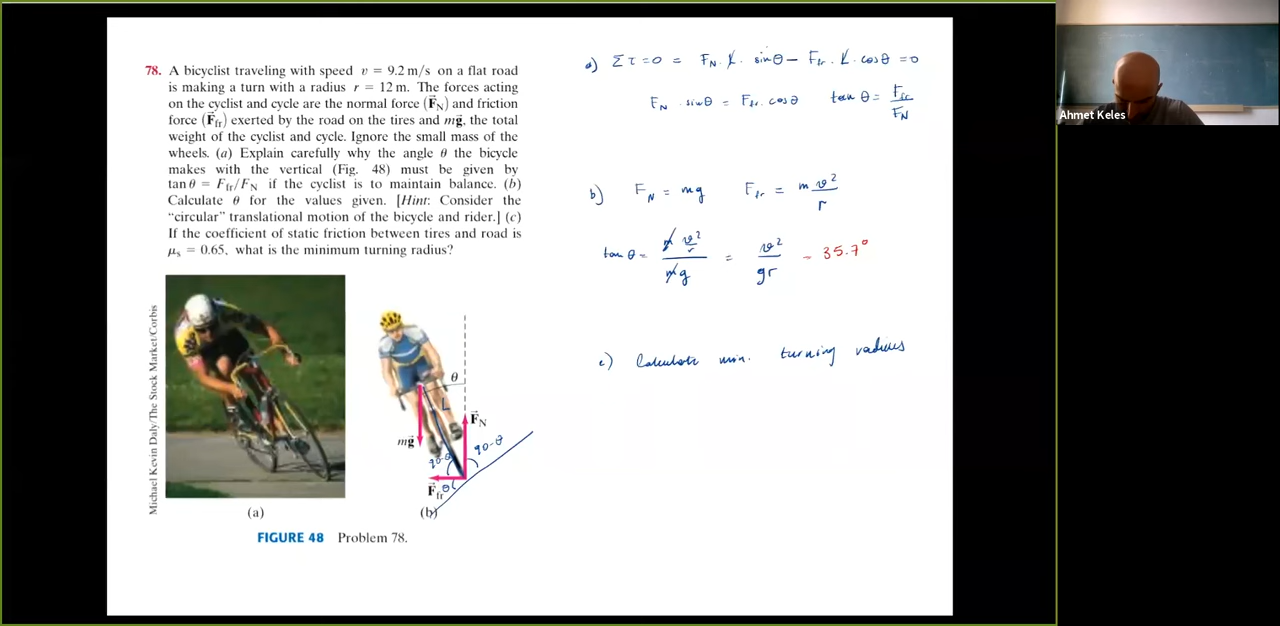 78. A bicyclist traveling with speed v = 9.2 m/s on a flat road
is making a turn with a radius r = 12 m. The forces acting
on the cyclist and cycle are the normal force (F⃗N) and friction
force (F⃗fr) exerted by the road on the tires and mg⃗, the total
weight of the cyclist and cycle. Ignore the small mass of the
wheels. (a) Explain carefully why the angle θ the bicycle
makes with the vertical (Fig. 48) must be given by
tan θ = Ffr/FN if the cyclist is to maintain balance. (b)
Calculate θ for the values given. [Hint: Consider the
“circular” translational motion of the bicycle and rider.] (c)
If the coefficient of static friction between tires and road is
μs = 0.65, what is the minimum turning radius?
Michael Kevin Daly/The Stock Market/Corbis
θ
L
F⃗N
mg⃗
90-θ
90-θ
F⃗fr
θ
(a)
(b)
FIGURE 48 Problem 78.
a) Στ=0 = FN. L. sinθ - Ffr. L. cosθ =0
FN . sinθ = Ffr. cosθ tan θ = Ffr/FN
b) FN = mg Ffr = m v²/r
tan θ = m v²/r / mg = v²/gr = 35.7°
c) Calculate min. turning radius
Ahmet Keles